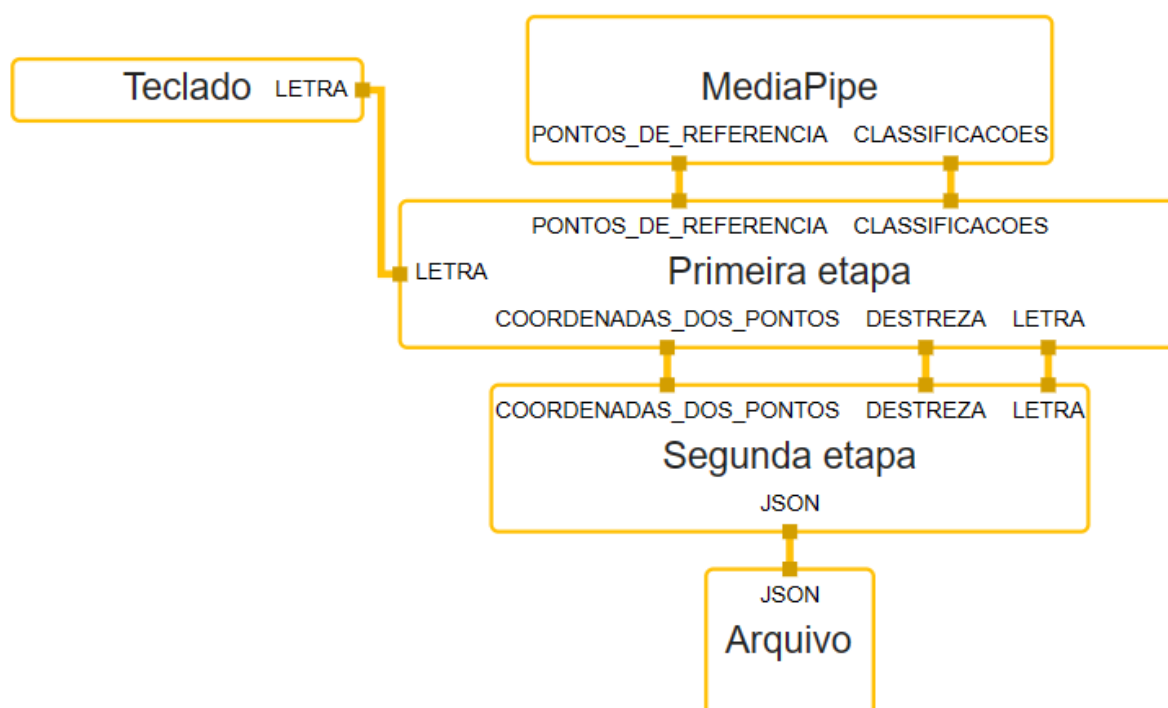 Teclado LETRA
MediaPipe
PONTOS_DE_REFERENCIA CLASSIFICACOES
PONTOS_DE_REFERENCIA CLASSIFICACOES
LETRA
Primeira etapa
COORDENADAS_DOS_PONTOS DESTREZA LETRA
COORDENADAS_DOS_PONTOS DESTREZA LETRA
Segunda etapa
JSON
JSON
Arquivo